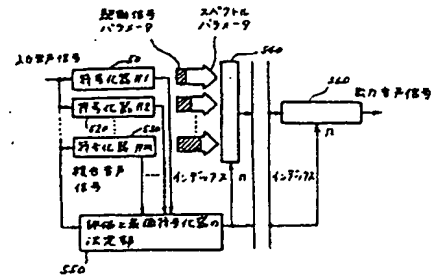 駆動信号
パラメータ
スペクトル
パラメータ
入力音声信号
510
540
符号化器 #1
560
出力音声信号
符号化器 #2
520
530
符号化器 #m
n
復合音声
信号
インデックス
n
インデックス
評価と最適符号化器の
決定部
550